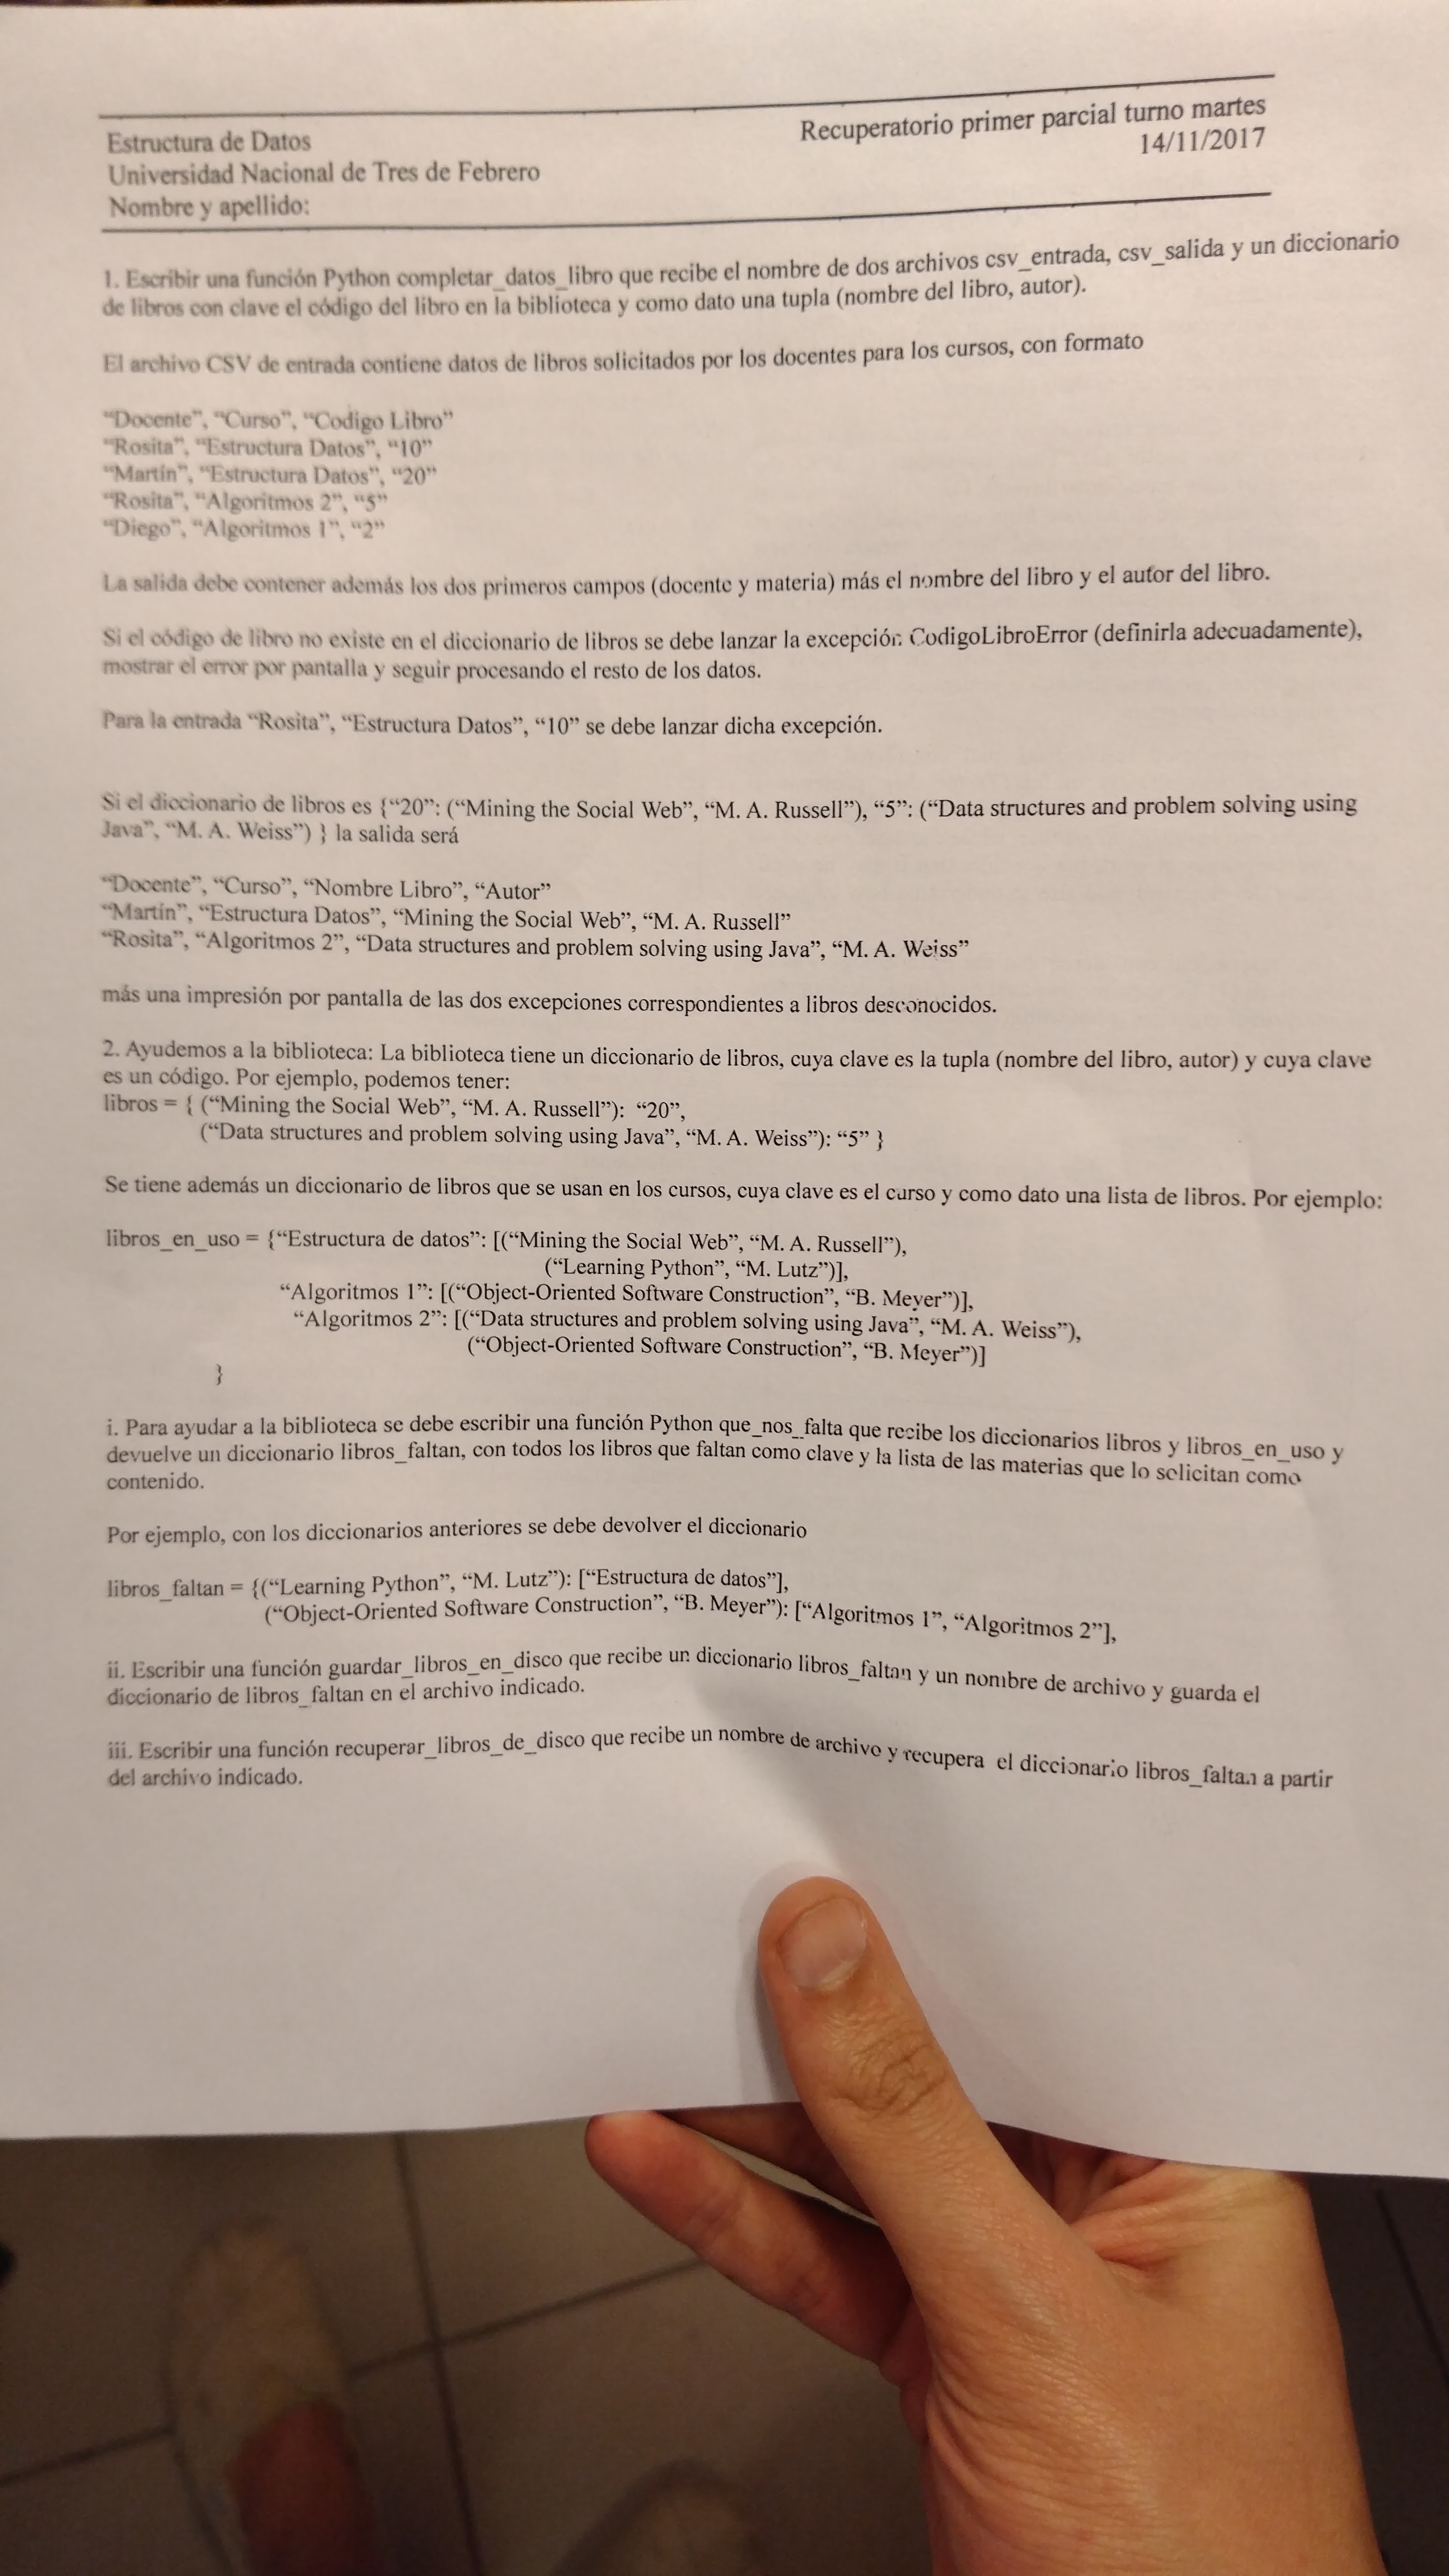 Estructura de Datos
Universidad Nacional de Tres de Febrero
Nombre y apellido:
Recuperatorio primer parcial turno martes
14/11/2017
1. Escribir una función Python completar_datos_libro que recibe el nombre de dos archivos csv_entrada, csv_salida y un diccionario
de libros con clave el código del libro en la biblioteca y como dato una tupla (nombre del libro, autor).
El archivo CSV de entrada contiene datos de libros solicitados por los docentes para los cursos, con formato
“Docente”, “Curso”, “Codigo Libro”
“Rosita”, “Estructura Datos”, “10”
“Martín”, “Estructura Datos”, “20”
“Rosita”, “Algoritmos 2”, “5”
“Diego”, “Algoritmos 1”, “2”
La salida debe contener además los dos primeros campos (docente y materia) más el nombre del libro y el autor del libro.
Si el código de libro no existe en el diccionario de libros se debe lanzar la excepción CodigoLibroError (definirla adecuadamente),
mostrar el error por pantalla y seguir procesando el resto de los datos.
Para la entrada “Rosita”, “Estructura Datos”, “10” se debe lanzar dicha excepción.
Si el diccionario de libros es {“20”: (“Mining the Social Web”, “M. A. Russell”), “5”: (“Data structures and problem solving using
Java”, “M. A. Weiss”) } la salida será
“Docente”, “Curso”, “Nombre Libro”, “Autor”
“Martín”, “Estructura Datos”, “Mining the Social Web”, “M. A. Russell”
“Rosita”, “Algoritmos 2”, “Data structures and problem solving using Java”, “M. A. Weiss”
más una impresión por pantalla de las dos excepciones correspondientes a libros desconocidos.
2. Ayudemos a la biblioteca: La biblioteca tiene un diccionario de libros, cuya clave es la tupla (nombre del libro, autor) y cuya clave
es un código. Por ejemplo, podemos tener:
libros = { (“Mining the Social Web”, “M. A. Russell”): “20”,
(“Data structures and problem solving using Java”, “M. A. Weiss”): “5” }
Se tiene además un diccionario de libros que se usan en los cursos, cuya clave es el curso y como dato una lista de libros. Por ejemplo:
libros_en_uso = {“Estructura de datos”: [(“Mining the Social Web”, “M. A. Russell”),
(“Learning Python”, “M. Lutz”)],
“Algoritmos 1”: [(“Object-Oriented Software Construction”, “B. Meyer”)],
“Algoritmos 2”: [(“Data structures and problem solving using Java”, “M. A. Weiss”),
(“Object-Oriented Software Construction”, “B. Meyer”)]
}
i. Para ayudar a la biblioteca se debe escribir una función Python que_nos_falta que recibe los diccionarios libros y libros_en_uso y
devuelve un diccionario libros_faltan, con todos los libros que faltan como clave y la lista de las materias que lo solicitan como
contenido.
Por ejemplo, con los diccionarios anteriores se debe devolver el diccionario
libros_faltan = {(“Learning Python”, “M. Lutz”): [“Estructura de datos”],
(“Object-Oriented Software Construction”, “B. Meyer”): [“Algoritmos 1”, “Algoritmos 2”],
ii. Escribir una función guardar_libros_en_disco que recibe un diccionario libros_faltan y un nombre de archivo y guarda el
diccionario de libros_faltan en el archivo indicado.
iii. Escribir una función recuperar_libros_de_disco que recibe un nombre de archivo y recupera el diccionario libros_faltan a partir
del archivo indicado.